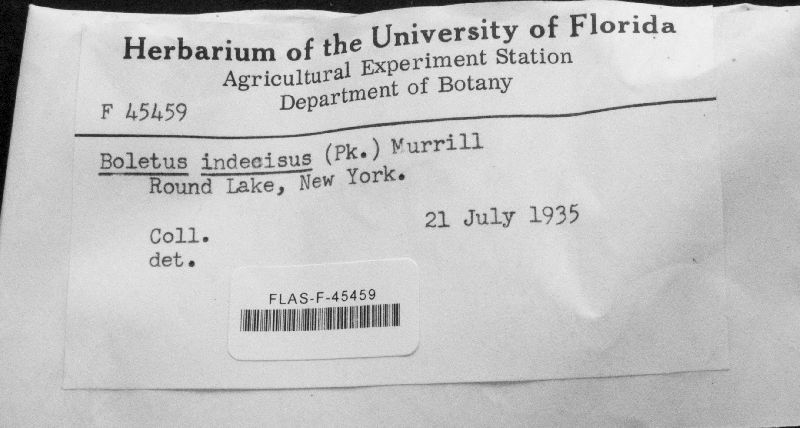 Herbarium of the University of Florida
Agricultural Experiment Station
Department of Botany
F 45459
Boletus indecisus (Pk.) Murrill
Round Lake, New York.
21 July 1935
Coll.
det.
FLAS-F-45459